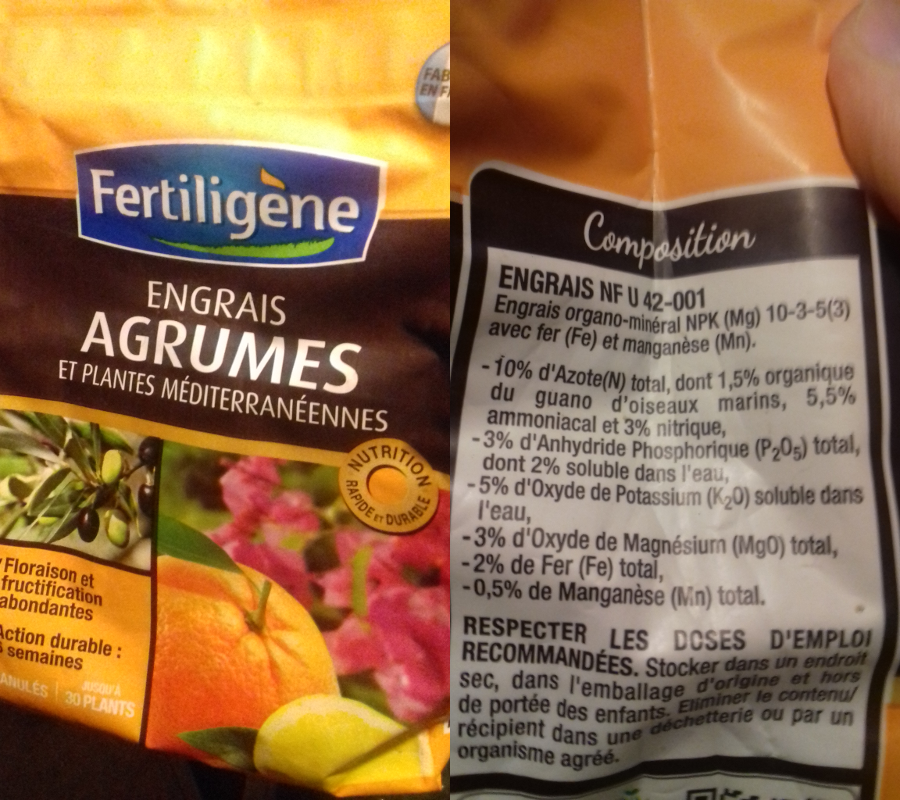 FAB
EN F
Fertiligène
ENGRAIS
AGRUMES
ET PLANTES MÉDITERRANÉENNES
NUTRITION
RAPIDE ET DURABLE
Floraison et
fructification
abondantes
Action durable :
semaines
ANULÉS | JUSQU'À
30 PLANTS
Composition
ENGRAIS NF U 42-001
Engrais organo-minéral NPK (Mg) 10-3-5(3)
avec fer (Fe) et manganèse (Mn).
- 10% d'Azote(N) total, dont 1,5% organique
du guano d'oiseaux marins, 5,5%
ammoniacal et 3% nitrique,
- 3% d'Anhydride Phosphorique (P₂O₅) total,
dont 2% soluble dans l'eau,
- 5% d'Oxyde de Potassium (K₂O) soluble dans
l'eau,
- 3% d'Oxyde de Magnésium (MgO) total,
- 2% de Fer (Fe) total,
- 0,5% de Manganèse (Mn) total.
RESPECTER LES DOSES D'EMPLOI
RECOMMANDÉES. Stocker dans un endroit
sec, dans l'emballage d'origine et hors
de portée des enfants. Eliminer le contenu/
récipient dans une déchetterie ou par un
organisme agréé.